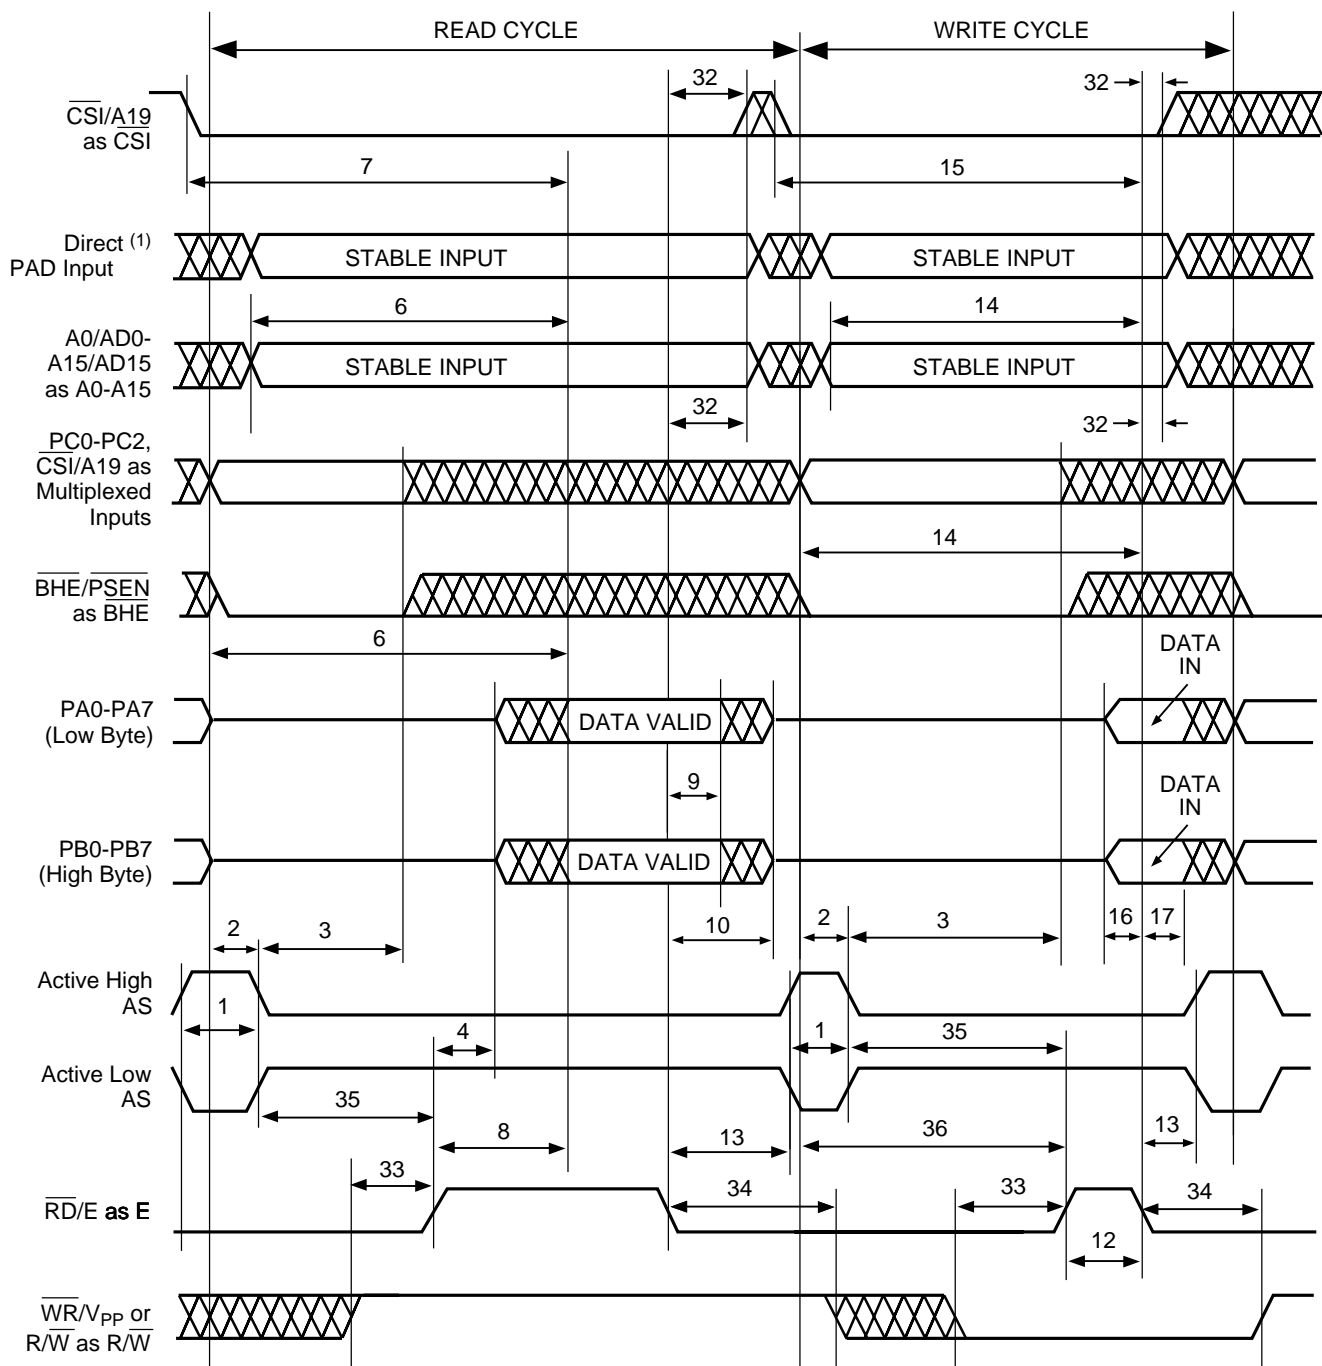 READ CYCLE
WRITE CYCLE
32
32
CSI/A19
as CSI
7
15
Direct (1)
PAD Input
STABLE INPUT
STABLE INPUT
6
14
A0/AD0-
A15/AD15
as A0-A15
STABLE INPUT
STABLE INPUT
32
32
PC0-PC2,
CSI/A19 as
Multiplexed
Inputs
14
BHE/PSEN
as BHE
6
DATA
IN
PA0-PA7
(Low Byte)
DATA VALID
9
DATA
IN
PB0-PB7
(High Byte)
DATA VALID
2
3
10
2
3
16
17
Active High
AS
1
4
1
35
Active Low
AS
35
8
13
36
13
33
34
33
34
RD/E as E
12
WR/VPP or
R/W as R/W